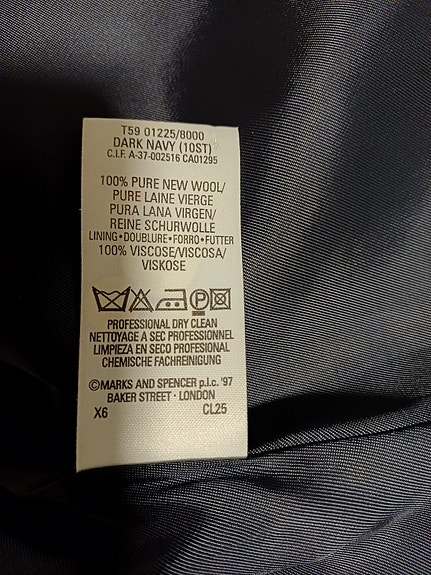 T59 01225/8000
DARK NAVY (10ST)
C.I.F. A-37-002516 CA01295
100% PURE NEW WOOL/
PURE LAINE VIERGE
PURA LANA VIRGEN/
REINE SCHURWOLLE
LINING•DOUBLURE•FORRO•FUTTER
100% VISCOSE/VISCOSA/
VISKOSE
P
PROFESSIONAL DRY CLEAN
NETTOYAGE A SEC PROFESSIONNEL
LIMPIEZA EN SECO PROFESIONAL
CHEMISCHE FACHREINIGUNG
©MARKS AND SPENCER p.l.c. '97
BAKER STREET • LONDON
X6 CL25